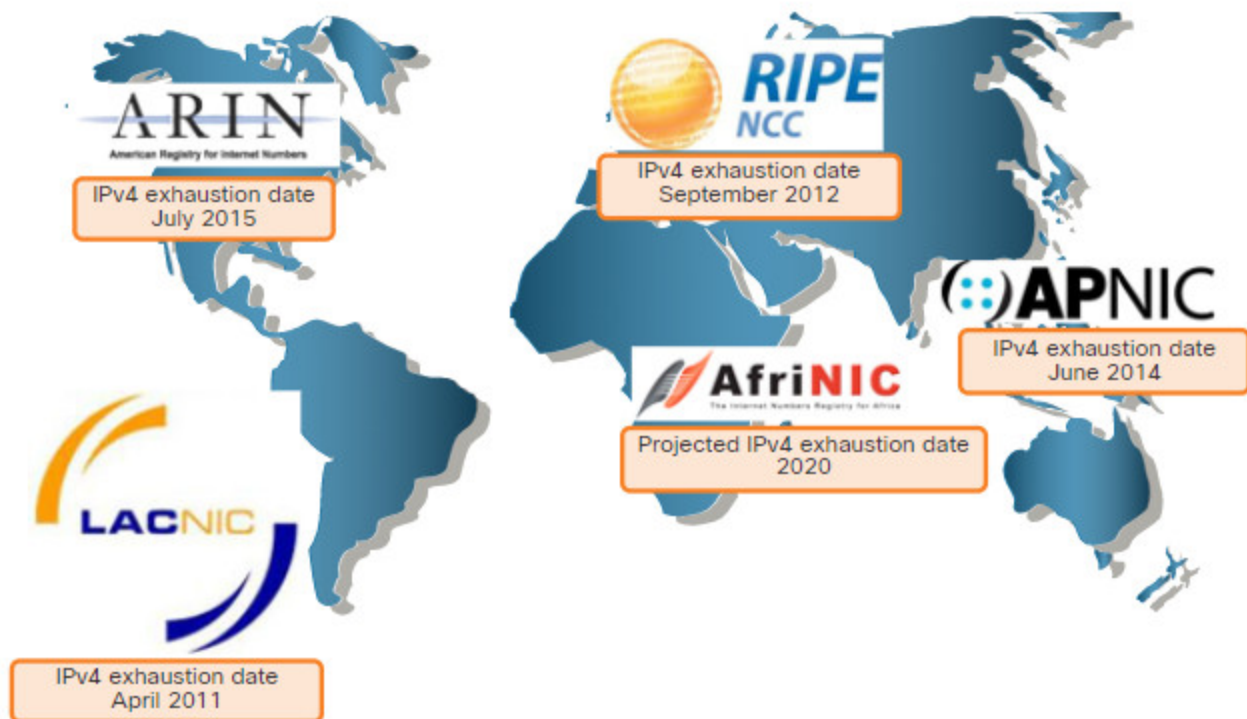 ARIN
American Registry for Internet Numbers
IPv4 exhaustion date
July 2015
RIPE
NCC
IPv4 exhaustion date
September 2012
APNIC
IPv4 exhaustion date
June 2014
AfriNIC
The Internet Numbers Registry for Africa
Projected IPv4 exhaustion date
2020
LACNIC
IPv4 exhaustion date
April 2011